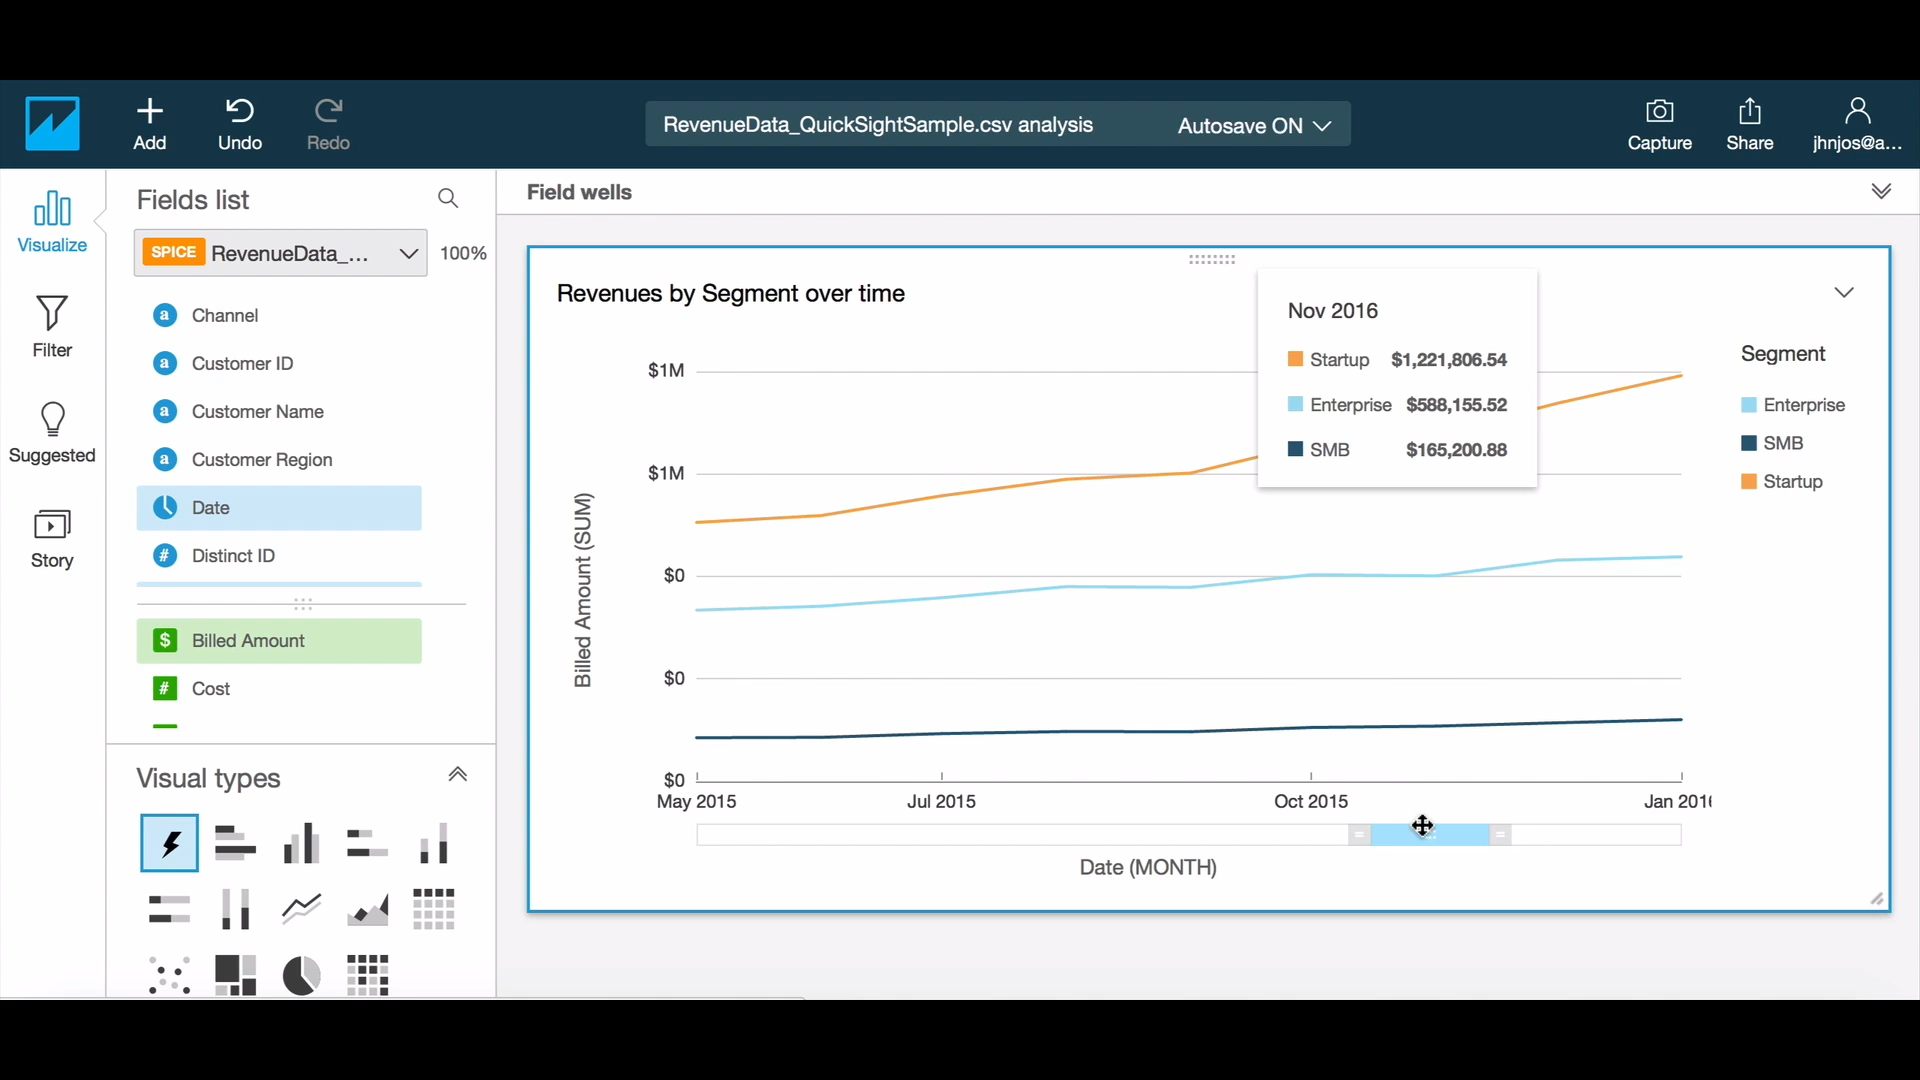 Add
Undo
Redo
RevenueData_QuickSightSample.csv analysis
Autosave ON
Capture
Share
jhnjos@a...
Visualize
Filter
Suggested
Story
Fields list
SPICE RevenueData_... 100%
a Channel
a Customer ID
a Customer Name
a Customer Region
Date
# Distinct ID
$ Billed Amount
# Cost
Visual types
Field wells
Revenues by Segment over time
Nov 2016
Startup $1,221,806.54
Enterprise $588,155.52
SMB $165,200.88
Segment
Enterprise
SMB
Startup
Billed Amount (SUM)
$1M
$1M
$0
$0
$0
May 2015 Jul 2015 Oct 2015 Jan 2016
Date (MONTH)